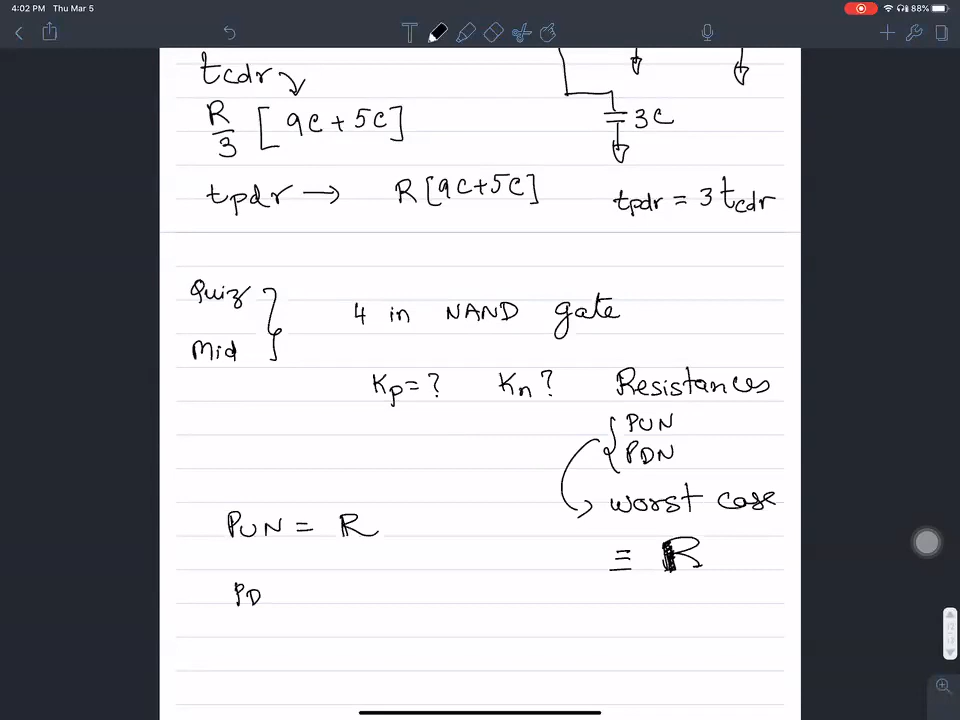 4:02 PM Thu Mar 5
88%
tcdr
R/3 [9C + 5C]
3C
tpdr → R[9C+5C]
tpdr = 3 tcdr
Quiz
Mid
4 in NAND gate
Kp = ? Kn ? Resistances
PUN
PDN
worst case
PUN = R
≡ R
PD